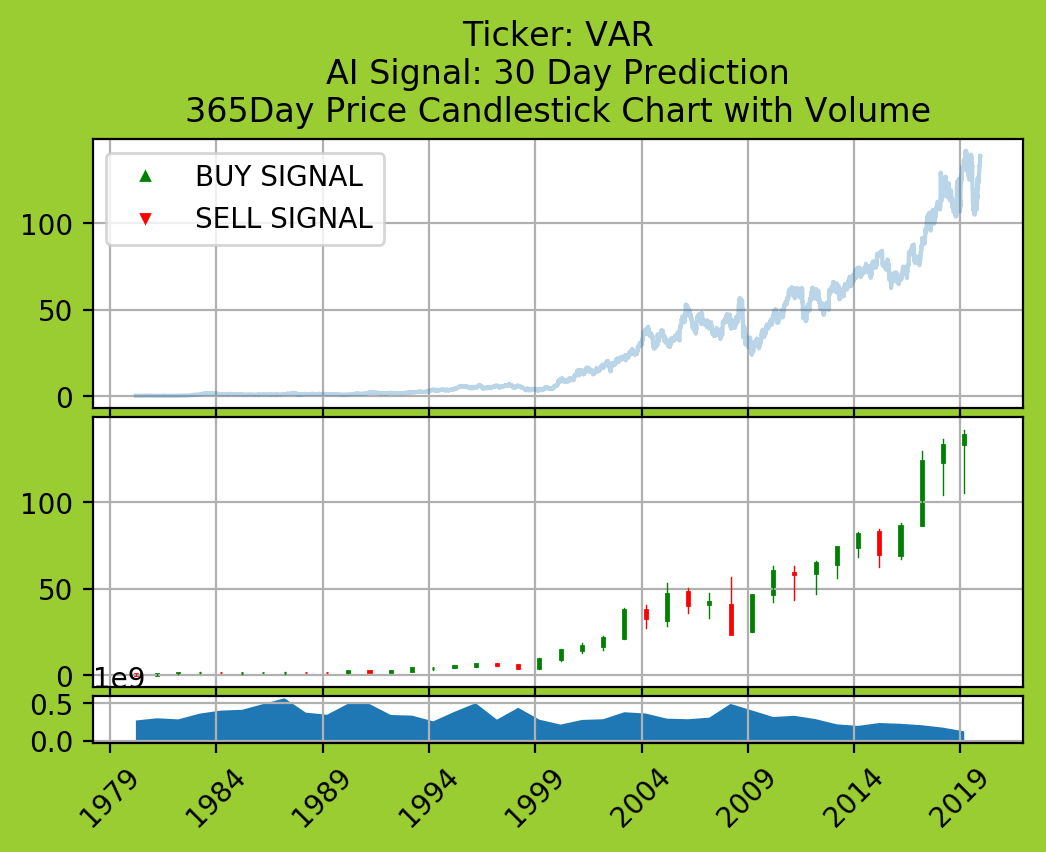 Ticker: VAR
AI Signal: 30 Day Prediction
365Day Price Candlestick Chart with Volume
BUY SIGNAL
SELL SIGNAL
100
50
0
100
50
0
1e9
0.5
0.0
1979 1984 1989 1994 1999 2004 2009 2014 2019